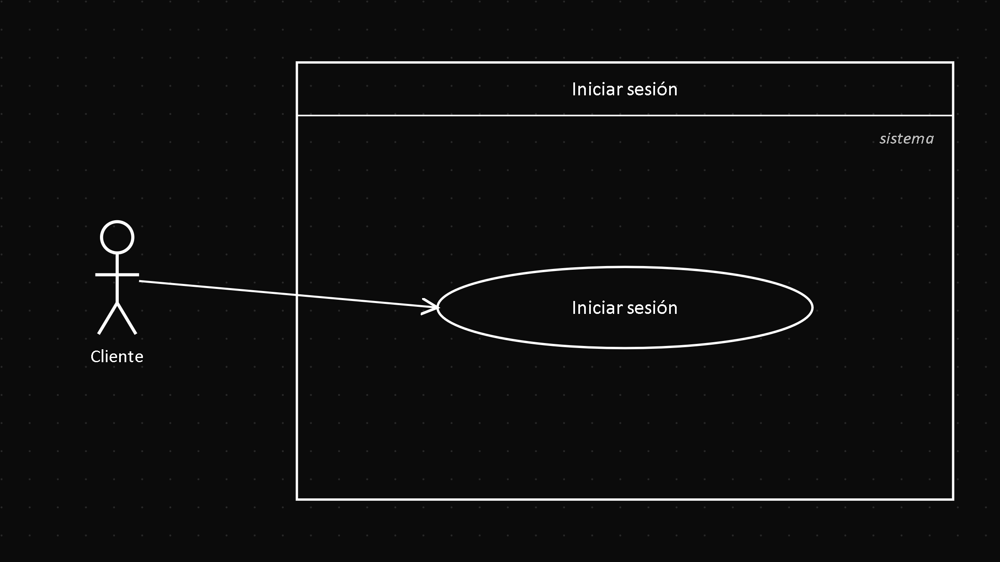 Iniciar sesión
sistema
Iniciar sesión
Cliente